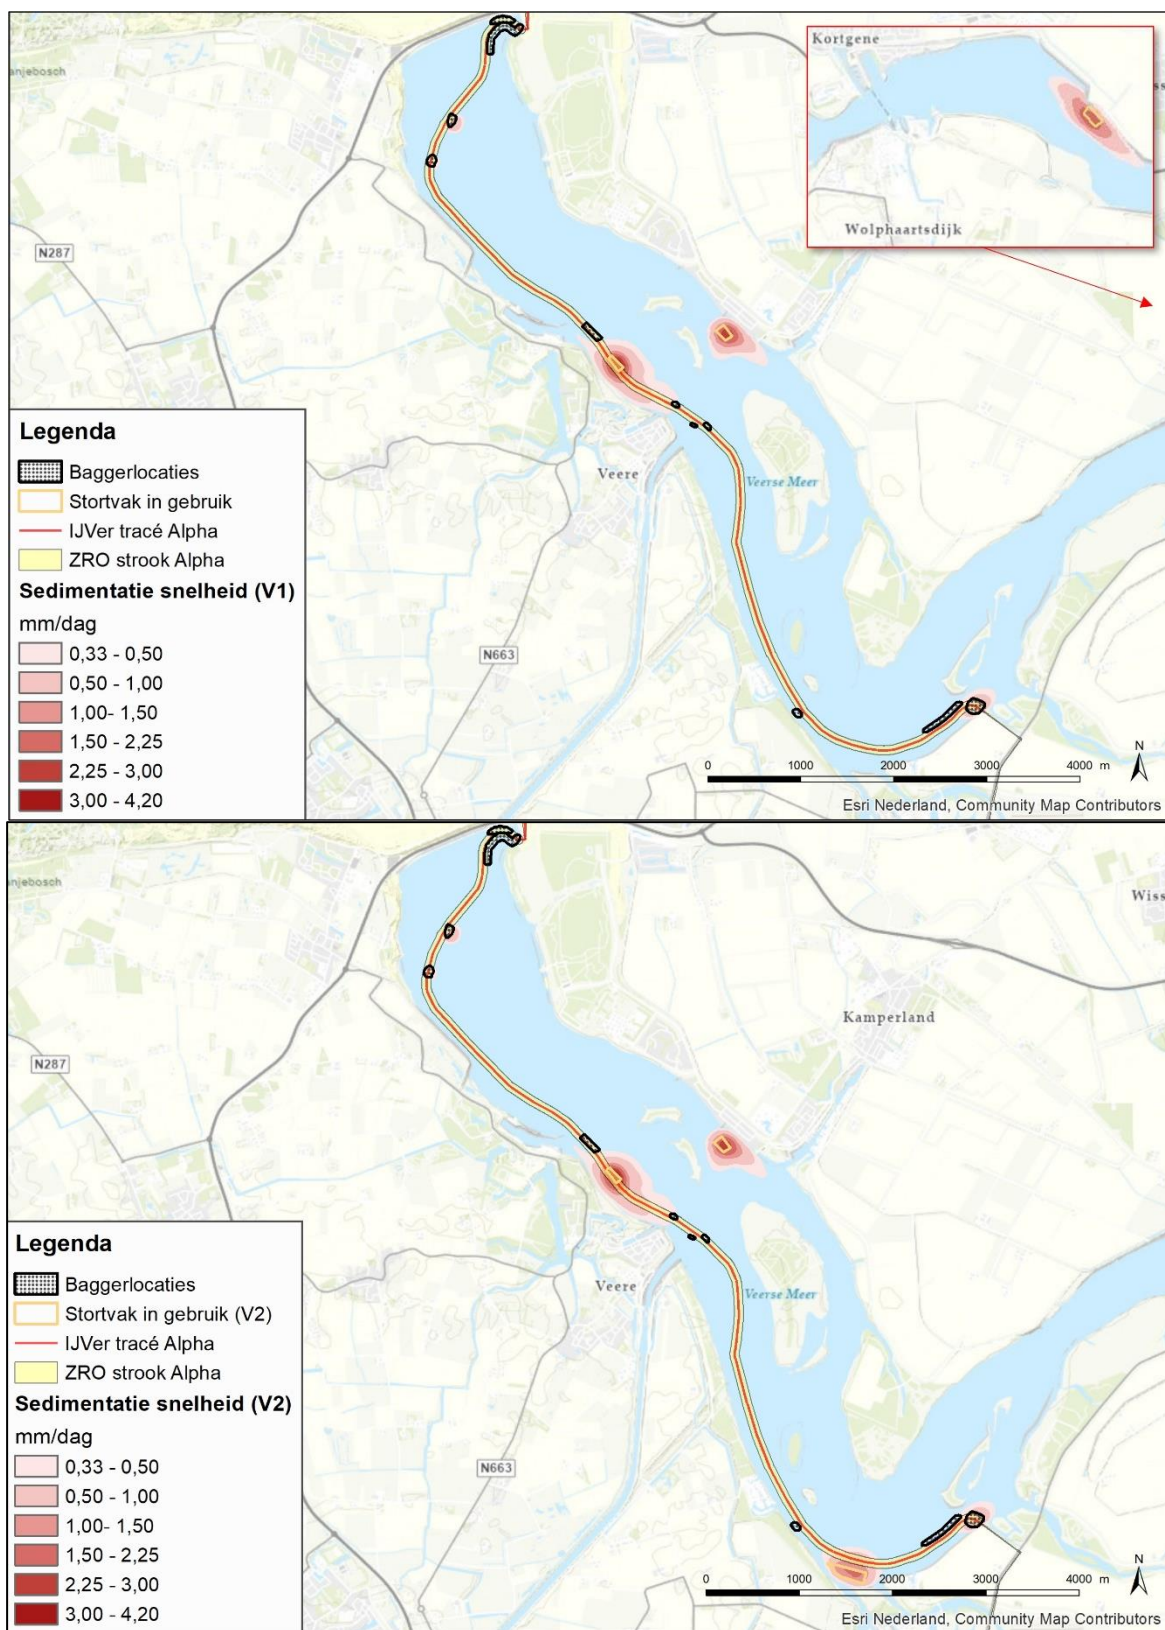 Kortgene
Wolphaartsdijk
anjebosch
N287
Legenda
Baggerlocaties
Stortvak in gebruik
IJVer tracé Alpha
ZRO strook Alpha
Sedimentatie snelheid (V1)
mm/dag
0,33 - 0,50
0,50 - 1,00
1,00- 1,50
1,50 - 2,25
2,25 - 3,00
3,00 - 4,20
Veere
Veerse Meer
N663
0 1000 2000 3000 4000 m
N
Esri Nederland, Community Map Contributors
anjebosch
Wiss
Kamperland
N287
Legenda
Baggerlocaties
Stortvak in gebruik (V2)
IJVer tracé Alpha
ZRO strook Alpha
Sedimentatie snelheid (V2)
mm/dag
0,33 - 0,50
0,50 - 1,00
1,00- 1,50
1,50 - 2,25
2,25 - 3,00
3,00 - 4,20
Veere
Veerse Meer
N663
0 1000 2000 3000 4000 m
N
Esri Nederland, Community Map Contributors